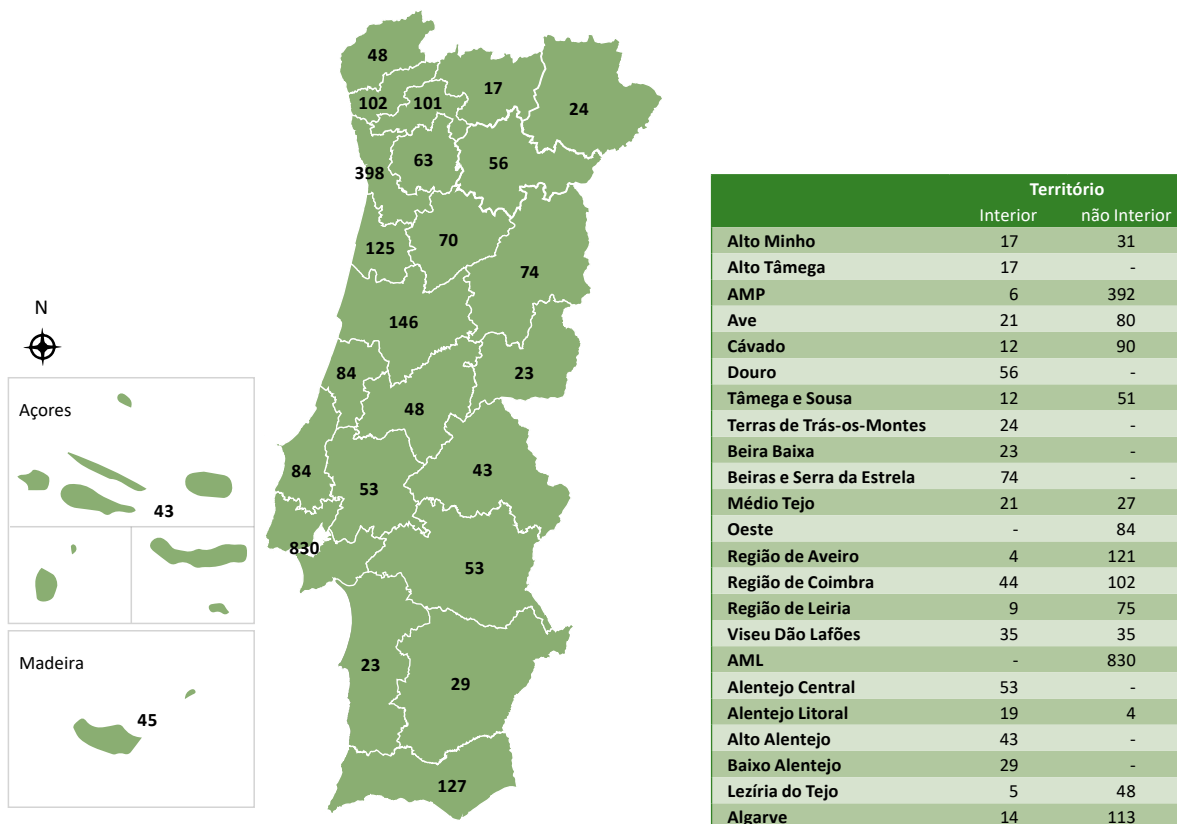 48
17
24
102
101
63
56
398
70
125
74
146
84
23
48
84
53
43
830
53
23
29
127
N
Açores
43
Madeira
45
Território
Interior não Interior
Alto Minho 17 31
Alto Tâmega 17 -
AMP 6 392
Ave 21 80
Cávado 12 90
Douro 56 -
Tâmega e Sousa 12 51
Terras de Trás-os-Montes 24 -
Beira Baixa 23 -
Beiras e Serra da Estrela 74 -
Médio Tejo 21 27
Oeste - 84
Região de Aveiro 4 121
Região de Coimbra 44 102
Região de Leiria 9 75
Viseu Dão Lafões 35 35
AML - 830
Alentejo Central 53 -
Alentejo Litoral 19 4
Alto Alentejo 43 -
Baixo Alentejo 29 -
Lezíria do Tejo 5 48
Algarve 14 113